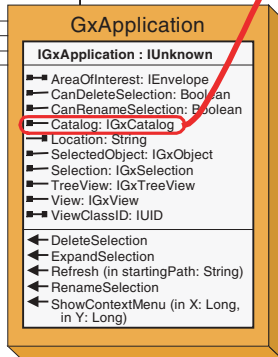 GxApplication
IGxApplication : IUnknown
AreaOfInterest: IEnvelope
CanDeleteSelection: Boolean
CanRenameSelection: Boolean
Catalog: IGxCatalog
Location: String
SelectedObject: IGxObject
Selection: IGxSelection
TreeView: IGxTreeView
View: IGxView
ViewClassID: IUID
DeleteSelection
ExpandSelection
Refresh (in startingPath: String)
RenameSelection
ShowContextMenu (in X: Long,
in Y: Long)